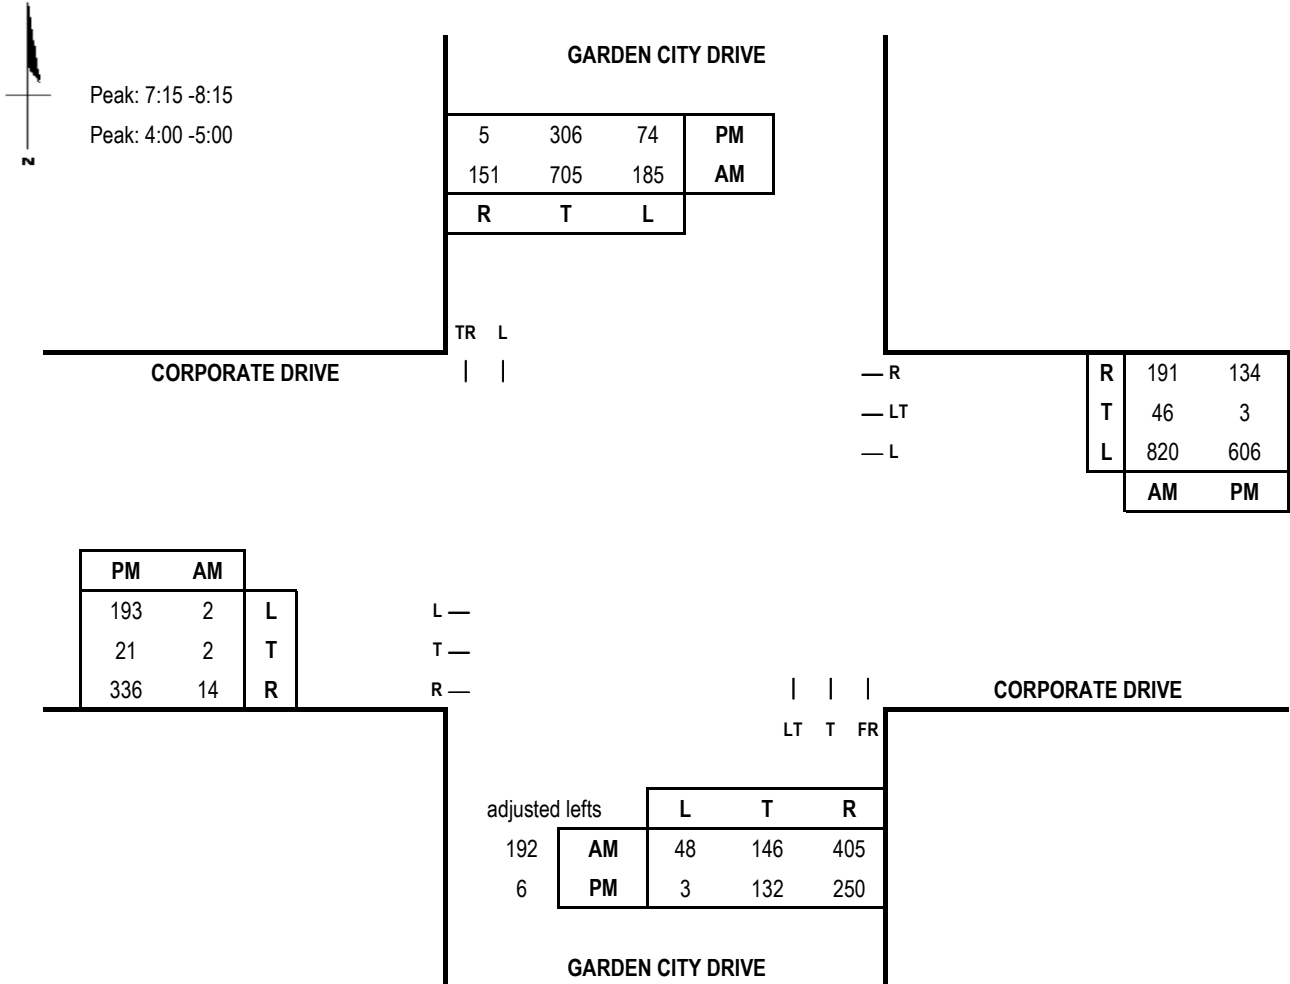 GARDEN CITY DRIVE
Peak: 7:15 -8:15
Peak: 4:00 -5:00
N
5 306 74 PM
151 705 185 AM
R T L
TR L
CORPORATE DRIVE
R
LT
L
R 191 134
T 46 3
L 820 606
AM PM
PM AM
193 2 L
21 2 T
336 14 R
L
T
R
CORPORATE DRIVE
LT T FR
adjusted lefts L T R
192 AM 48 146 405
6 PM 3 132 250
GARDEN CITY DRIVE